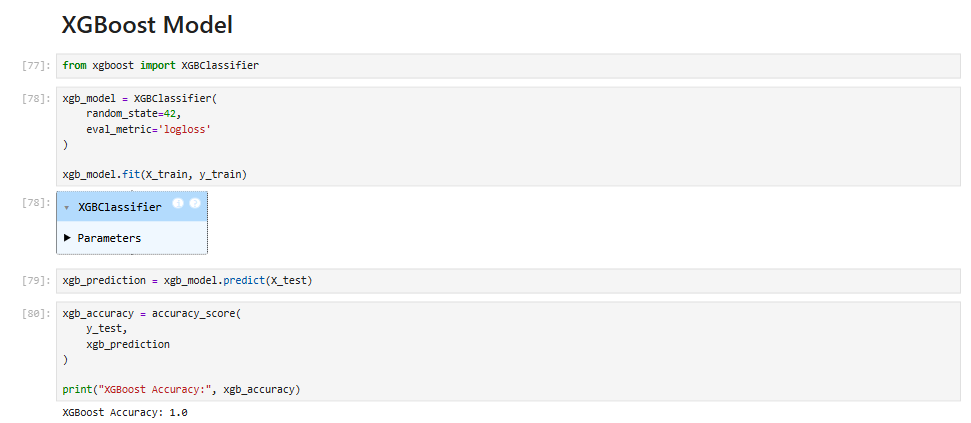 XGBoost Model
[77]: from xgboost import XGBClassifier
[78]: xgb_model = XGBClassifier(
    random_state=42,
    eval_metric='logloss'
)
xgb_model.fit(X_train, y_train)
[78]: ▾ XGBClassifier i ?
▶ Parameters
[79]: xgb_prediction = xgb_model.predict(X_test)
[80]: xgb_accuracy = accuracy_score(
    y_test,
    xgb_prediction
)
print("XGBoost Accuracy:", xgb_accuracy)
XGBoost Accuracy: 1.0